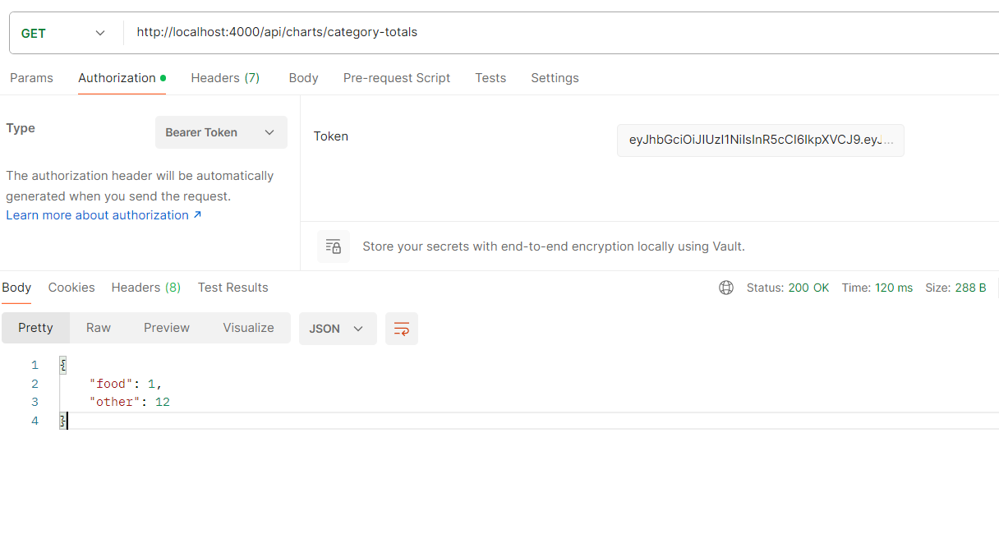 GET http://localhost:4000/api/charts/category-totals
Params Authorization Headers (7) Body Pre-request Script Tests Settings
Type Bearer Token
The authorization header will be automatically
generated when you send the request.
Learn more about authorization ↗
Token eyJhbGciOiJIUzI1NiIsInR5cCI6IkpXVCJ9.eyJ...
Store your secrets with end-to-end encryption locally using Vault.
Body Cookies Headers (8) Test Results Status: 200 OK Time: 120 ms Size: 288 B
Pretty Raw Preview Visualize JSON
1 {
2 "food": 1,
3 "other": 12
4 }